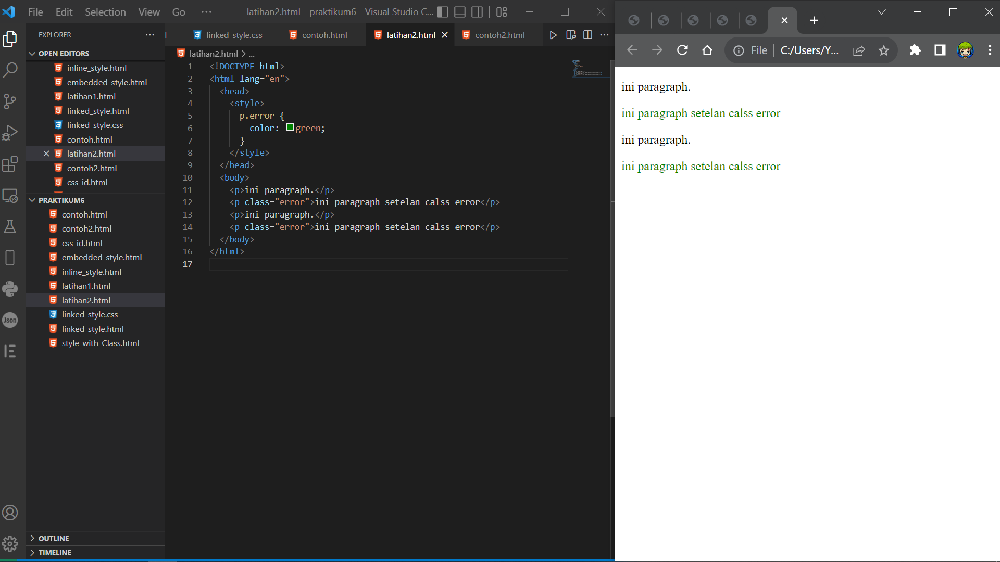 File Edit Selection View Go ··· latihan2.html - praktikum6 - Visual Studio C...
EXPLORER ···
OPEN EDITORS
inline_style.html
embedded_style.html
latihan1.html
linked_style.html
linked_style.css
contoh.html
latihan2.html
contoh2.html
css_id.html
PRAKTIKUM6
contoh.html
contoh2.html
css_id.html
embedded_style.html
inline_style.html
latihan1.html
latihan2.html
linked_style.css
linked_style.html
style_with_Class.html
OUTLINE
TIMELINE
Json
linked_style.css contoh.html latihan2.html contoh2.html ···
latihan2.html > ...
1 <!DOCTYPE html>
2 <html lang="en">
3 <head>
4 <style>
5 p.error {
6 color: green;
7 }
8 </style>
9 </head>
10 <body>
11 <p>ini paragraph.</p>
12 <p class="error">ini paragraph setelan calss error</p>
13 <p>ini paragraph.</p>
14 <p class="error">ini paragraph setelan calss error</p>
15 </body>
16 </html>
17
File C:/Users/Y...
ini paragraph.
ini paragraph setelan calss error
ini paragraph.
ini paragraph setelan calss error